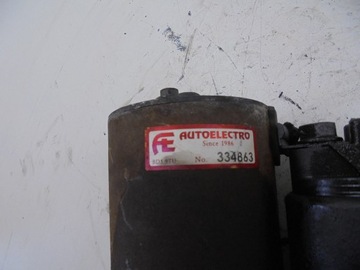 AE AUTOELECTRO
Since 1986
No. 334863